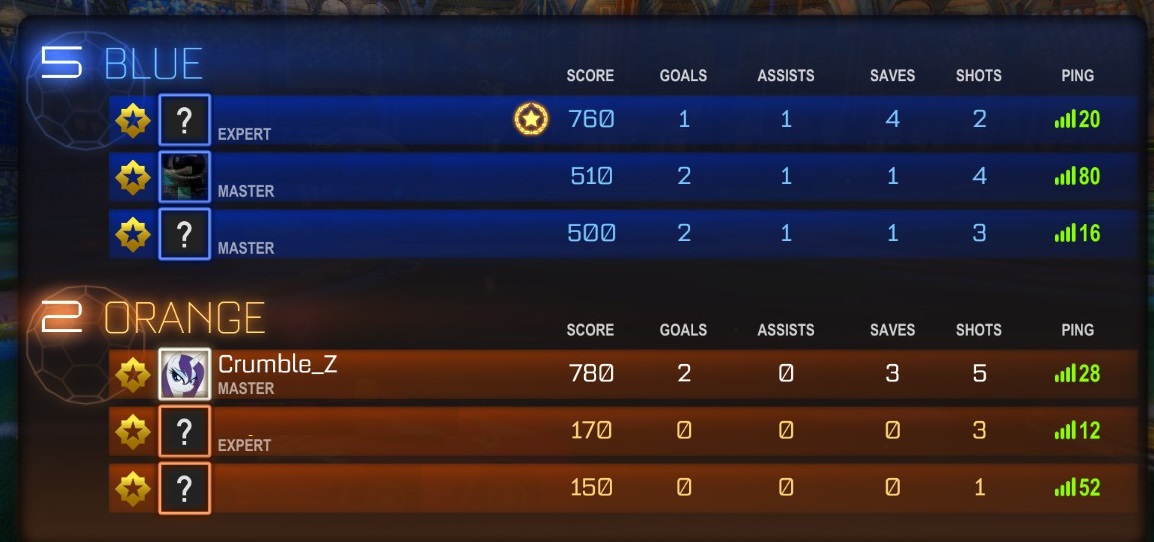 5 BLUE SCORE GOALS ASSISTS SAVES SHOTS PING
? EXPERT 760 1 1 4 2 20
MASTER 510 2 1 1 4 80
? MASTER 500 2 1 1 3 16
2 ORANGE SCORE GOALS ASSISTS SAVES SHOTS PING
Crumble_Z
MASTER 780 2 0 3 5 28
? EXPERT 170 0 0 0 3 12
? 150 0 0 0 1 52